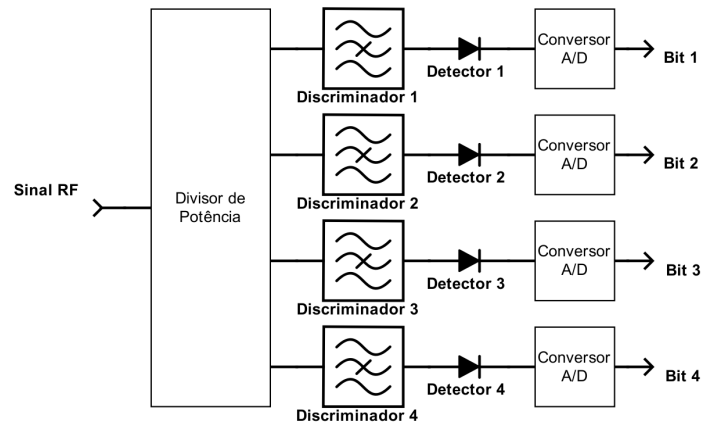 Conversor
A/D
Bit 1
Detector 1
Discriminador 1
Conversor
A/D
Bit 2
Detector 2
Discriminador 2
Sinal RF
Divisor de
Potência
Conversor
A/D
Bit 3
Detector 3
Discriminador 3
Conversor
A/D
Bit 4
Detector 4
Discriminador 4